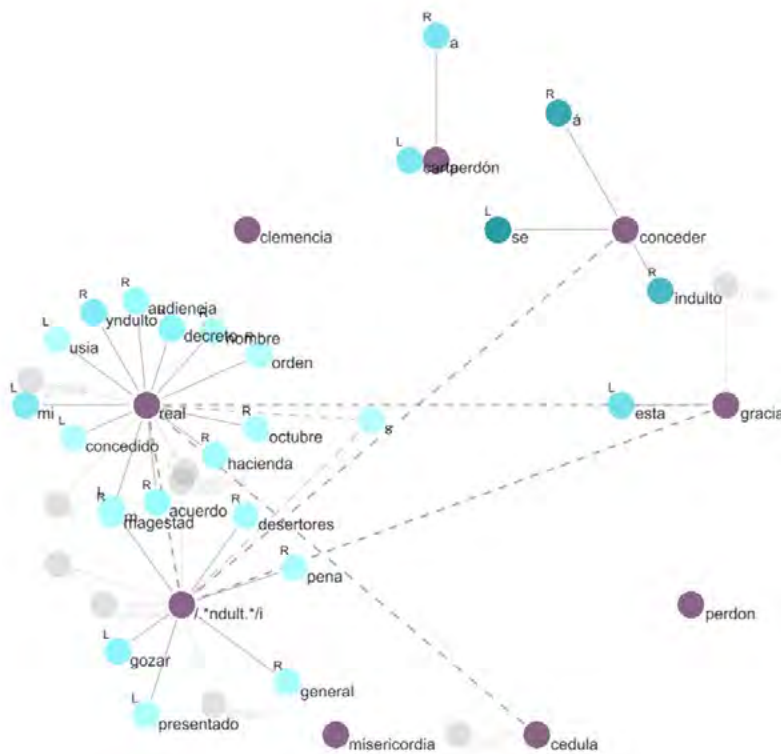 R
a
R
á
L
carta
perdón
L
se
conceder
clemencia
R
indulto
R
audiencia
R
yndulto
R
decreto
nombre
R
orden
L
usia
L
mi
real
L
esta
gracia
L
concedido
R
octubre
R
hacienda
L
R
magestad
R
acuerdo
R
desertores
R
pena
/.*ndult.*/i
perdon
L
gozar
R
general
L
presentado
misericordia
cedula